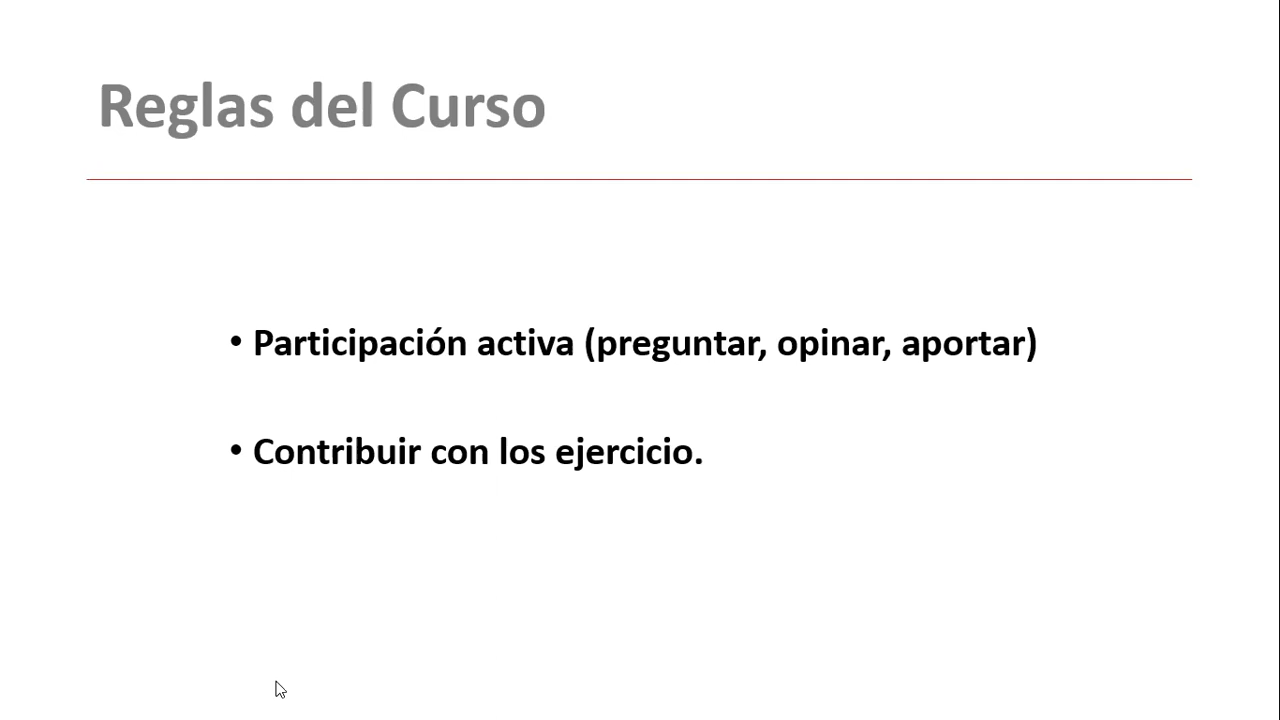 Reglas del Curso
• Participación activa (preguntar, opinar, aportar)
• Contribuir con los ejercicio.